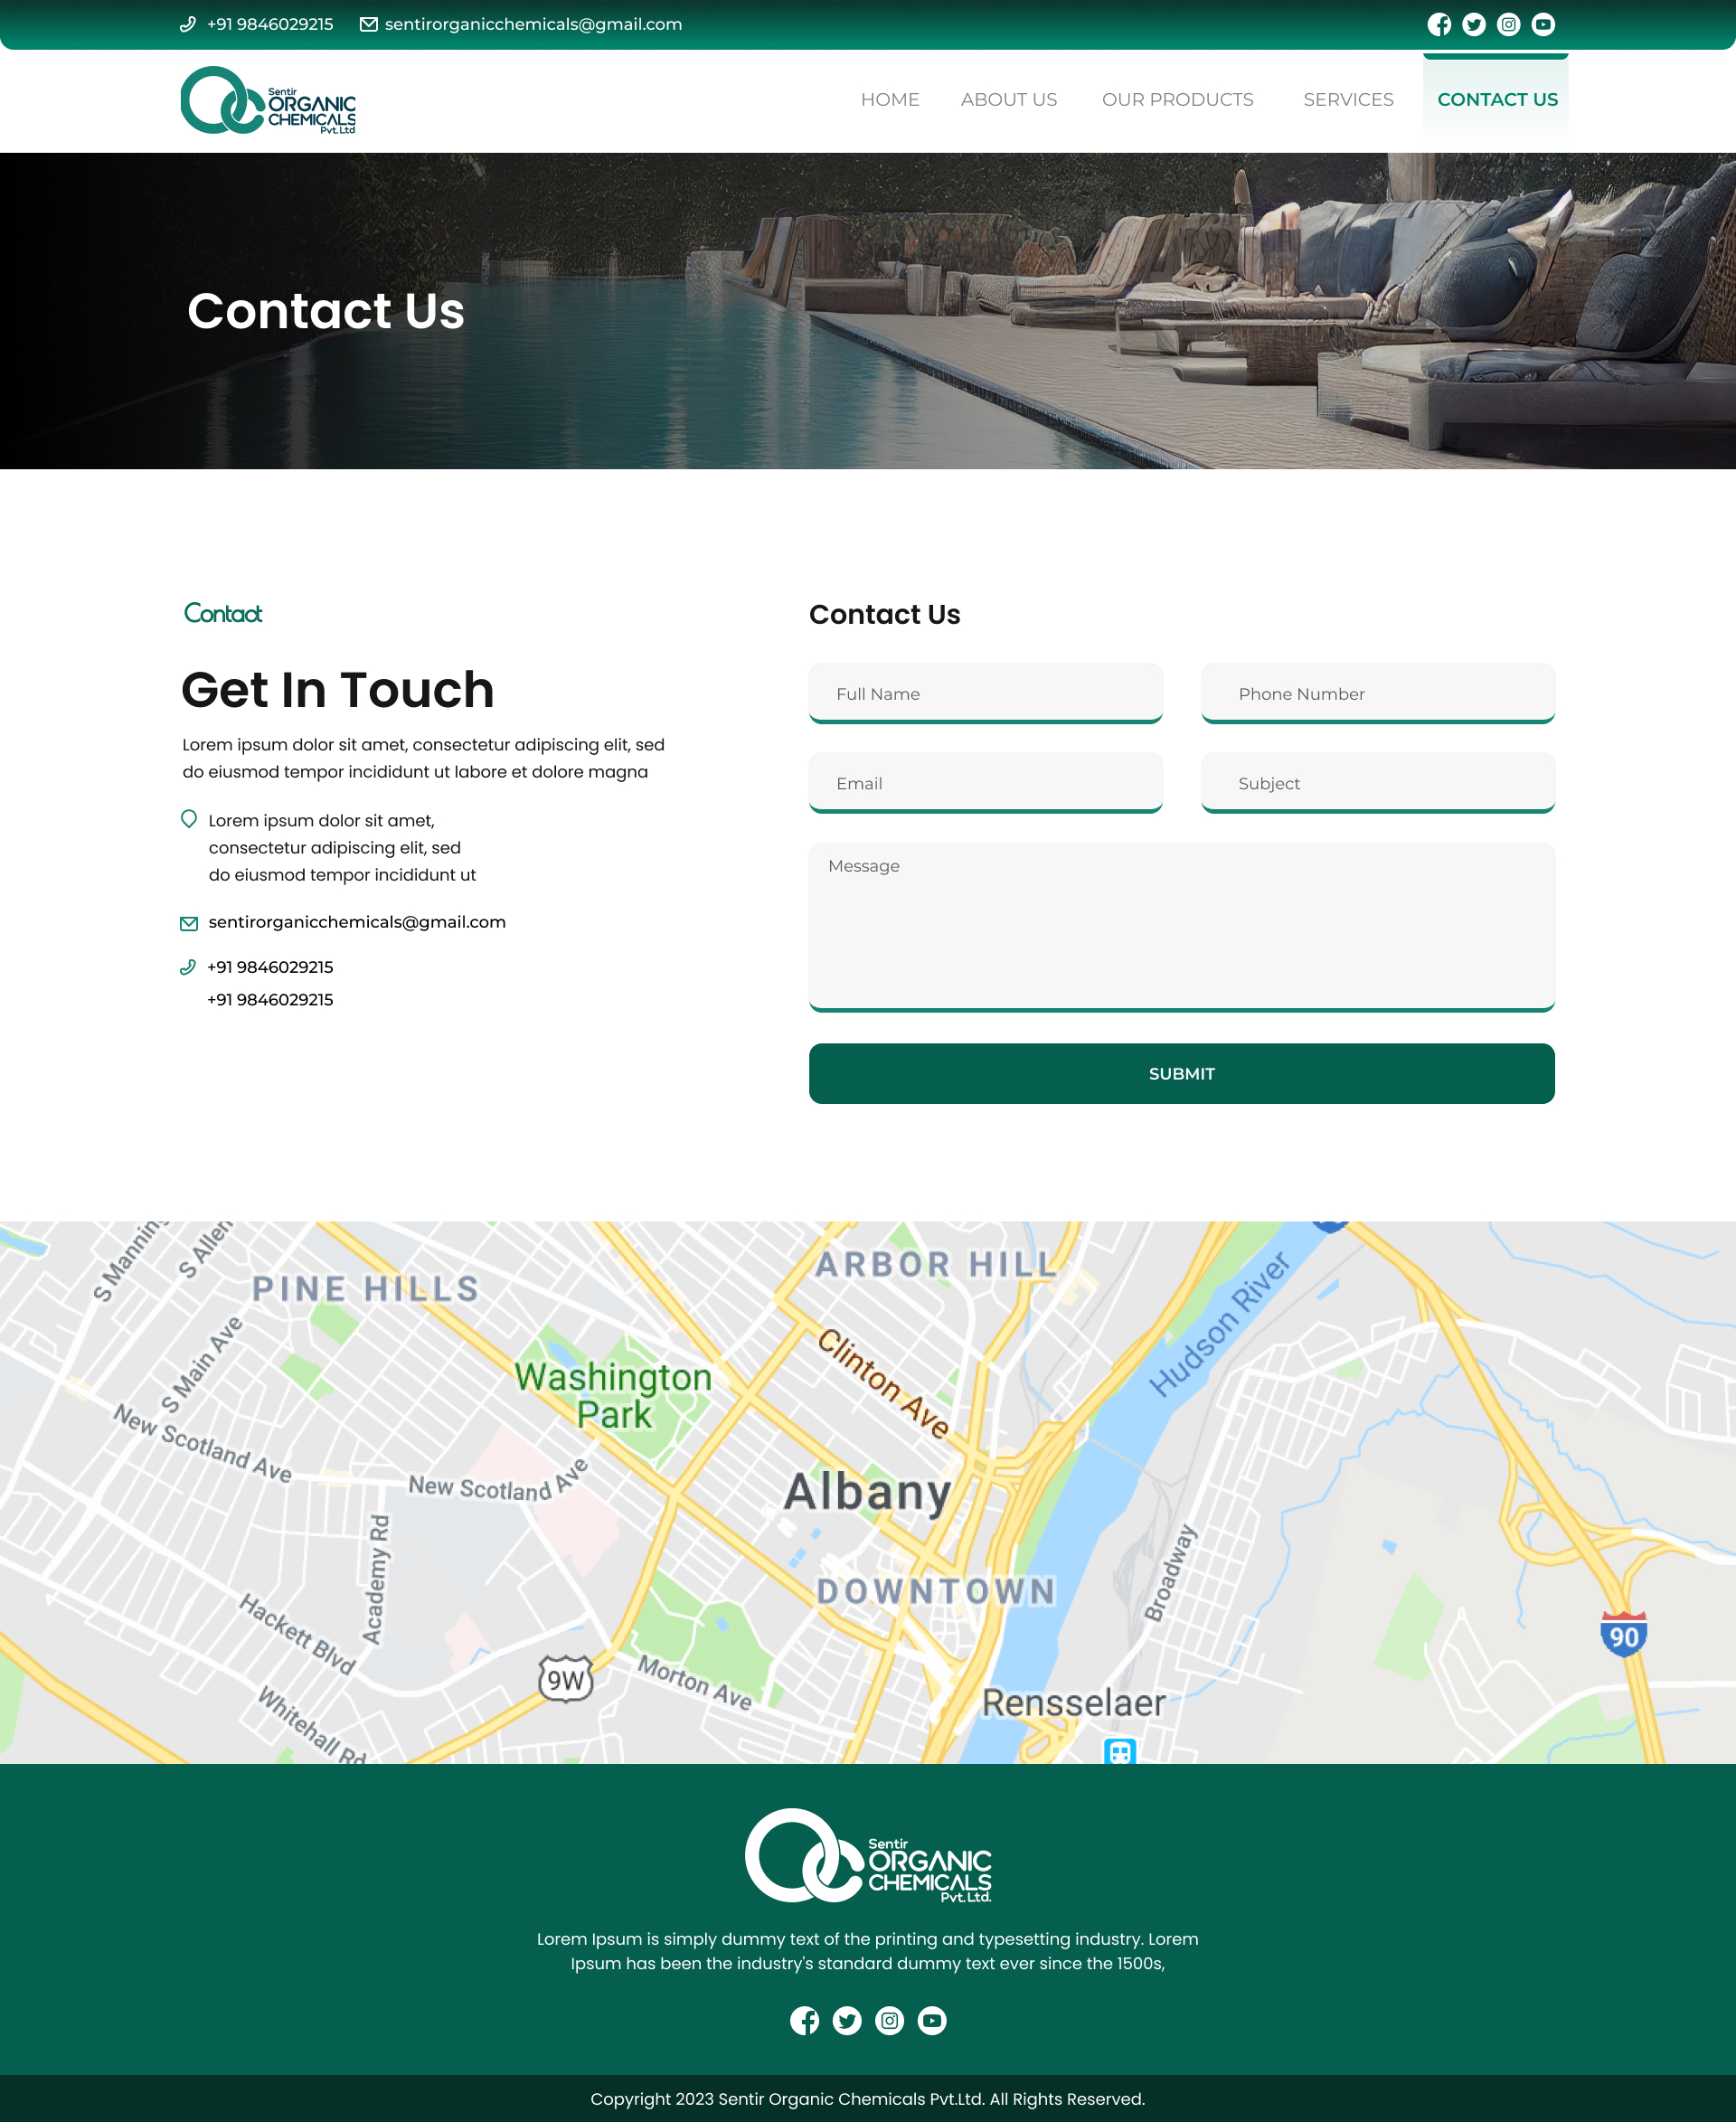 +91 9846029215 sentirorganicchemicals@gmail.com
Sentir
ORGANIC
CHEMICALS
Pvt.Ltd
HOME ABOUT US OUR PRODUCTS SERVICES CONTACT US
Contact Us
Contact
Get In Touch
Lorem ipsum dolor sit amet, consectetur adipiscing elit, sed
do eiusmod tempor incididunt ut labore et dolore magna
Lorem ipsum dolor sit amet,
consectetur adipiscing elit, sed
do eiusmod tempor incididunt ut
sentirorganicchemicals@gmail.com
+91 9846029215
+91 9846029215
Contact Us
Full Name Phone Number
Email Subject
Message
SUBMIT
S Manning
S Allen
PINE HILLS
ARBOR HILL
Hudson River
S Main Ave
Washington
Park
Clinton Ave
New Scotland Ave
New Scotland Ave
Albany
Academy Rd
DOWNTOWN
Broadway
Hackett Blvd
90
9W
Morton Ave
Whitehall Rd
Rensselaer
Sentir
ORGANIC
CHEMICALS
Pvt.Ltd.
Lorem Ipsum is simply dummy text of the printing and typesetting industry. Lorem
Ipsum has been the industry's standard dummy text ever since the 1500s,
Copyright 2023 Sentir Organic Chemicals Pvt.Ltd. All Rights Reserved.